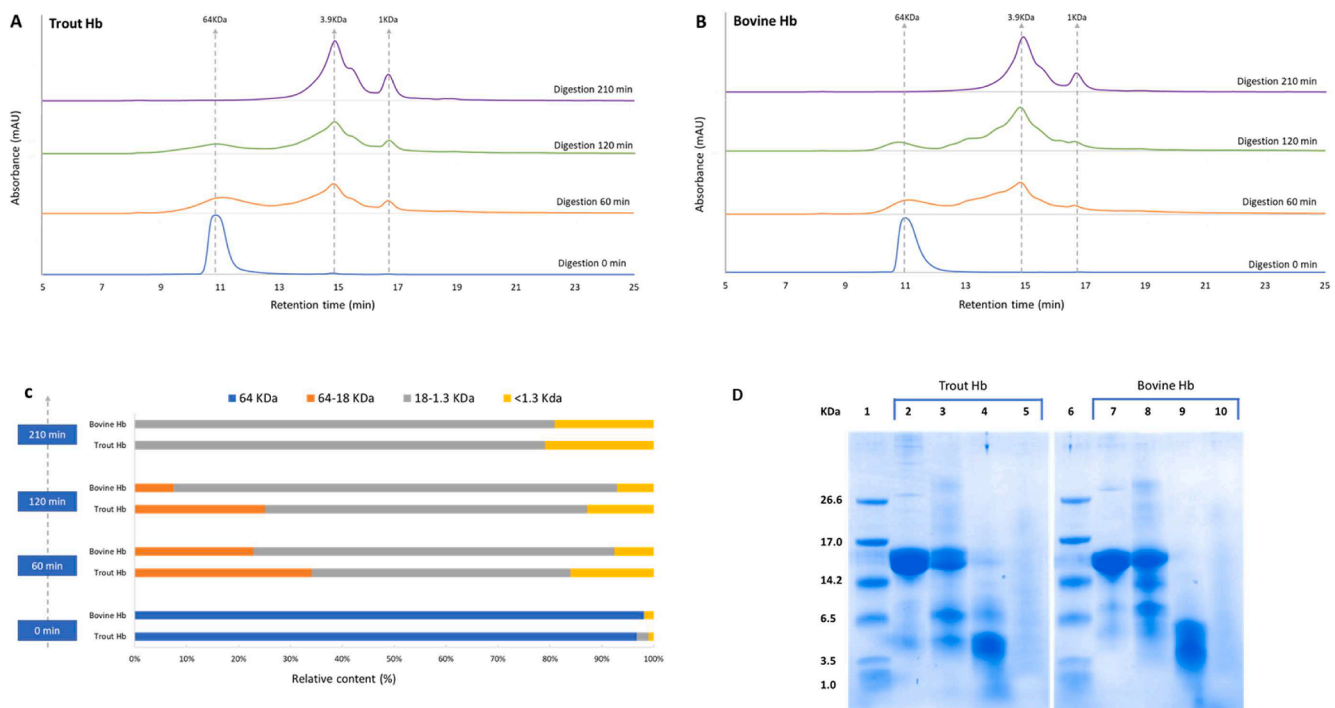 A
Trout Hb
64KDa
3.9KDa
1KDa
Absorbance (mAU)
Digestion 210 min
Digestion 120 min
Digestion 60 min
Digestion 0 min
5 7 9 11 13 15 17 19 21 23 25
Retention time (min)
B
Bovine Hb
64KDa
3.9KDa
1KDa
Absorbance (mAU)
Digestion 210 min
Digestion 120 min
Digestion 60 min
Digestion 0 min
5 7 9 11 13 15 17 19 21 23 25
Retention time (min)
C
64 KDa 64-18 KDa 18-1.3 KDa <1.3 Kda
210 min
Bovine Hb
Trout Hb
120 min
Bovine Hb
Trout Hb
60 min
Bovine Hb
Trout Hb
0 min
Bovine Hb
Trout Hb
0% 10% 20% 30% 40% 50% 60% 70% 80% 90% 100%
Relative content (%)
D
Trout Hb Bovine Hb
KDa 1 2 3 4 5 6 7 8 9 10
26.6
17.0
14.2
6.5
3.5
1.0